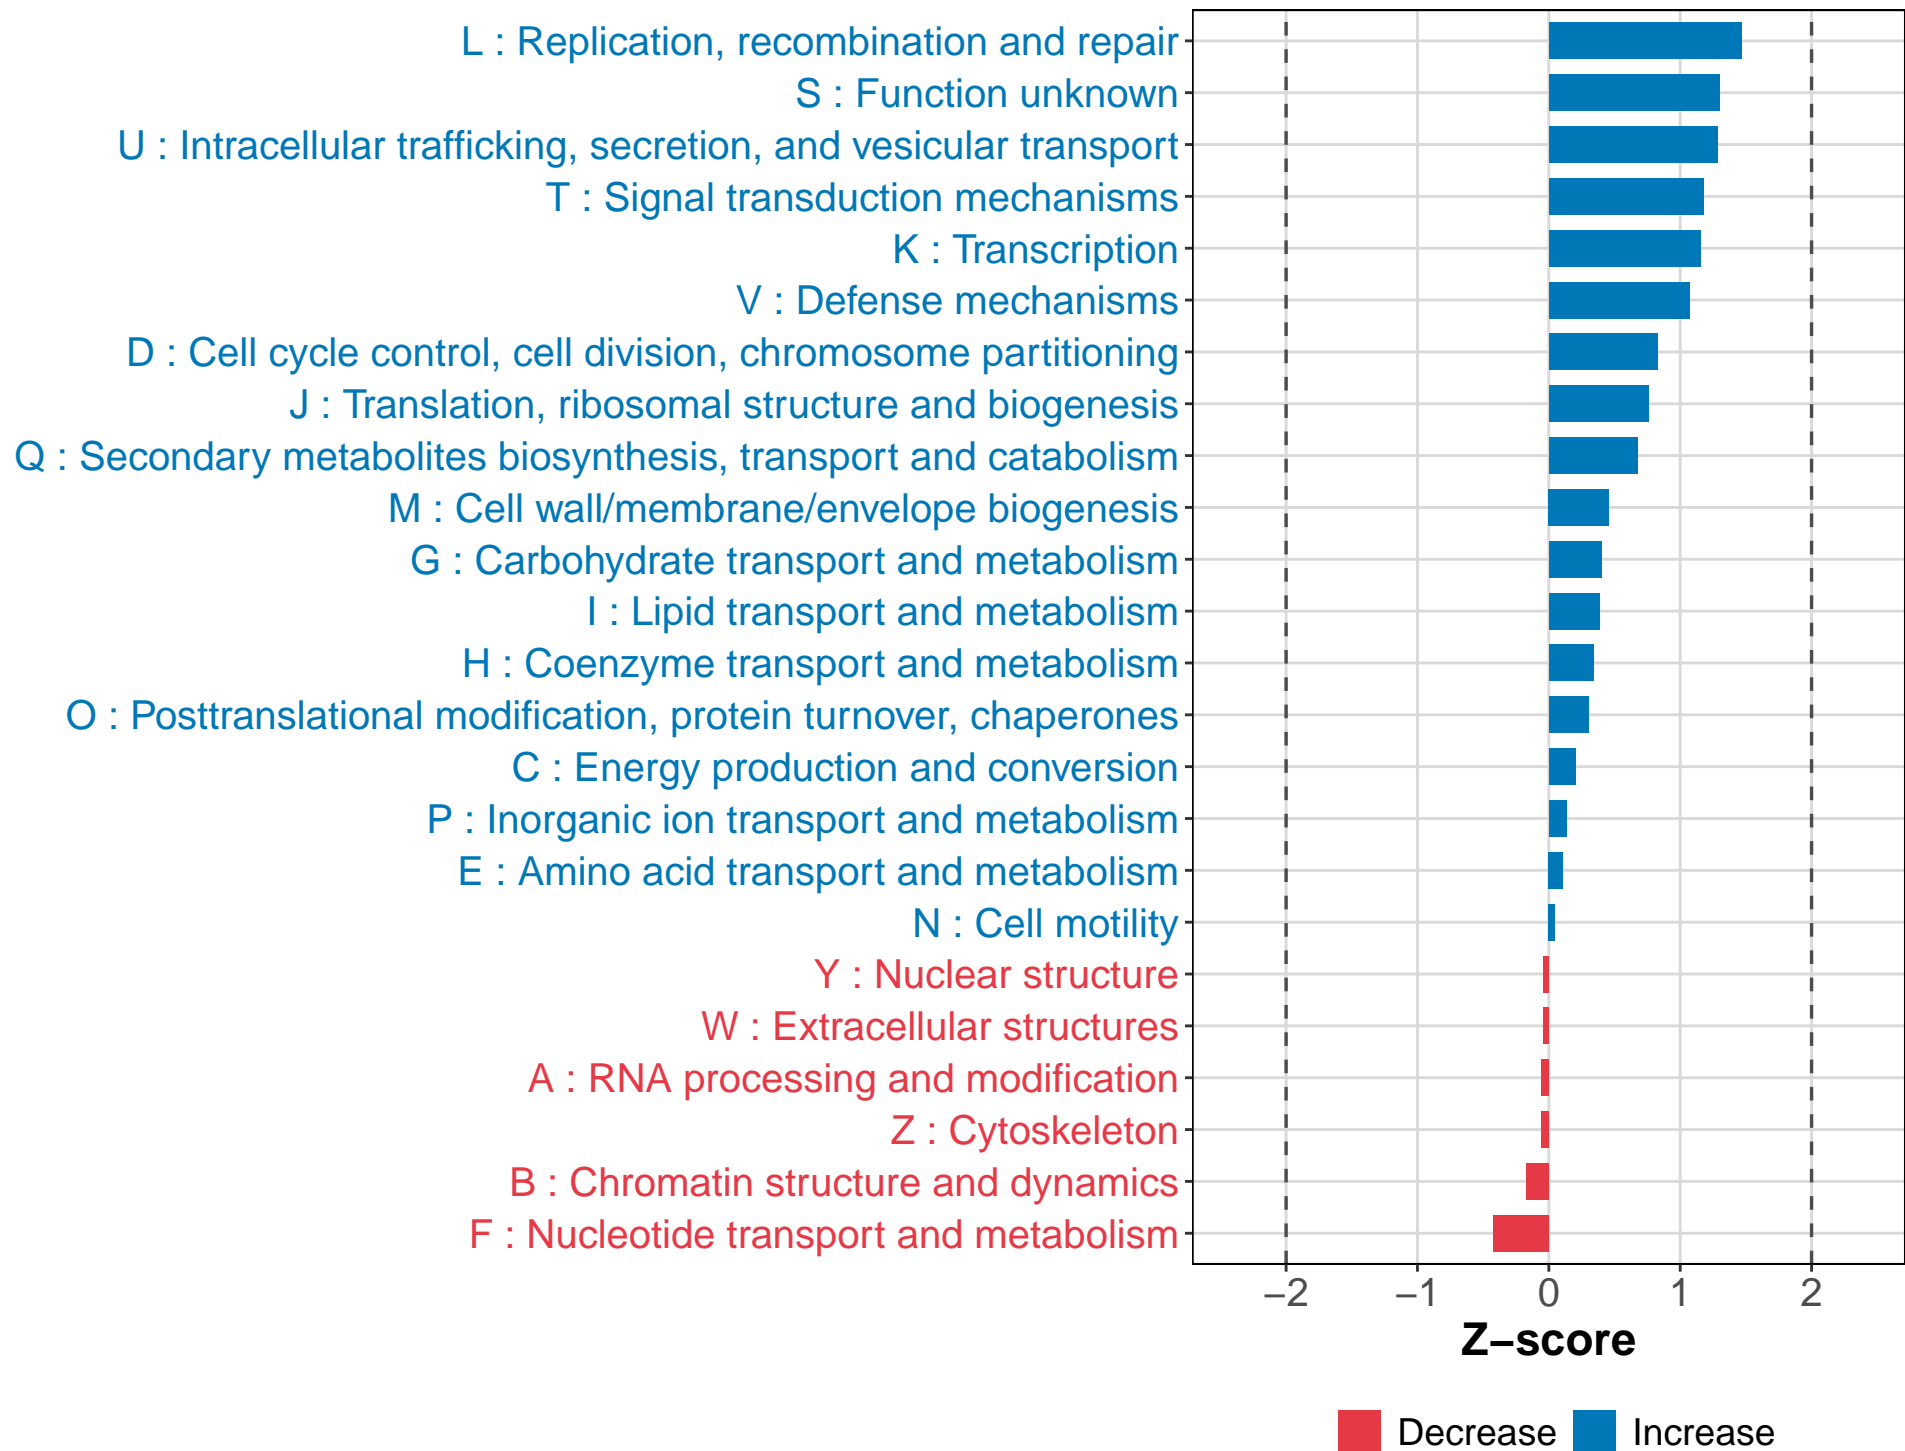 L : Replication, recombination and repair
S : Function unknown
U : Intracellular trafficking, secretion, and vesicular transport
T : Signal transduction mechanisms
K : Transcription
V : Defense mechanisms
D : Cell cycle control, cell division, chromosome partitioning
J : Translation, ribosomal structure and biogenesis
Q : Secondary metabolites biosynthesis, transport and catabolism
M : Cell wall/membrane/envelope biogenesis
G : Carbohydrate transport and metabolism
I : Lipid transport and metabolism
H : Coenzyme transport and metabolism
O : Posttranslational modification, protein turnover, chaperones
C : Energy production and conversion
P : Inorganic ion transport and metabolism
E : Amino acid transport and metabolism
N : Cell motility
Y : Nuclear structure
W : Extracellular structures
A : RNA processing and modification
Z : Cytoskeleton
B : Chromatin structure and dynamics
F : Nucleotide transport and metabolism
−2 −1 0 1 2
Z−score
Decrease Increase